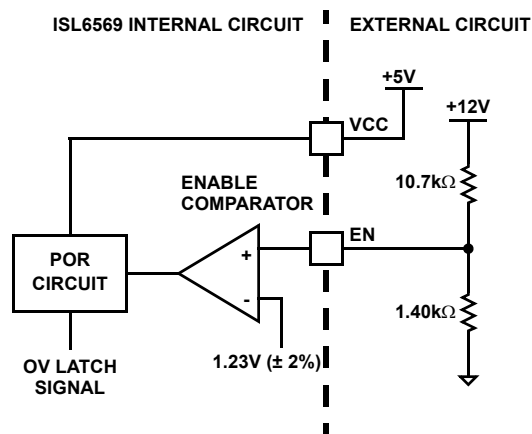 ISL6569 INTERNAL CIRCUIT
EXTERNAL CIRCUIT
+5V
+12V
VCC
10.7kΩ
ENABLE
COMPARATOR
EN
+
POR
CIRCUIT
-
1.40kΩ
1.23V (± 2%)
OV LATCH
SIGNAL